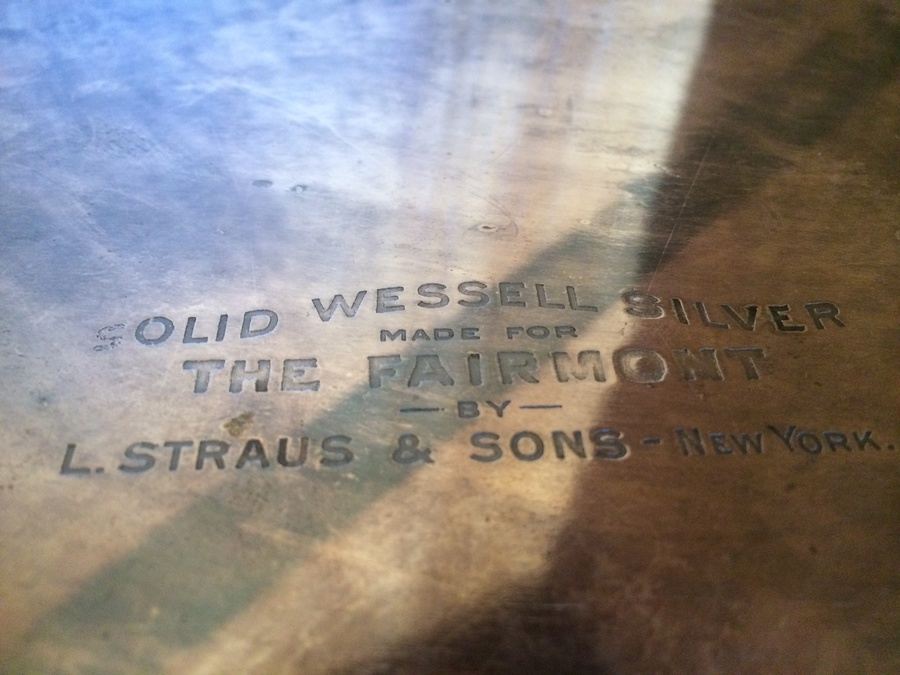 SOLID WESSELL SILVER
MADE FOR
THE FAIRMONT
— BY —
L. STRAUS & SONS - NEW YORK.